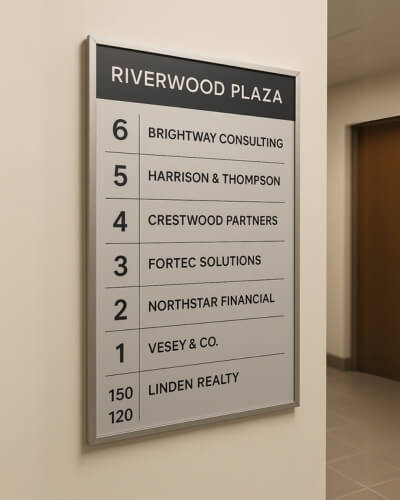 RIVERWOOD PLAZA
6 BRIGHTWAY CONSULTING
5 HARRISON & THOMPSON
4 CRESTWOOD PARTNERS
3 FORTEC SOLUTIONS
2 NORTHSTAR FINANCIAL
1 VESEY & CO.
150 LINDEN REALTY
120